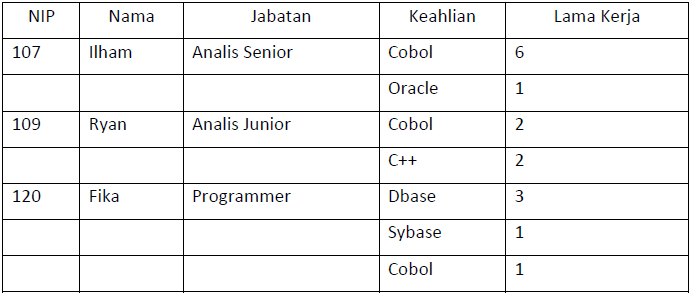 NIP Nama Jabatan Keahlian Lama Kerja
107 Ilham Analis Senior Cobol 6
Oracle 1
109 Ryan Analis Junior Cobol 2
C++ 2
120 Fika Programmer Dbase 3
Sybase 1
Cobol 1